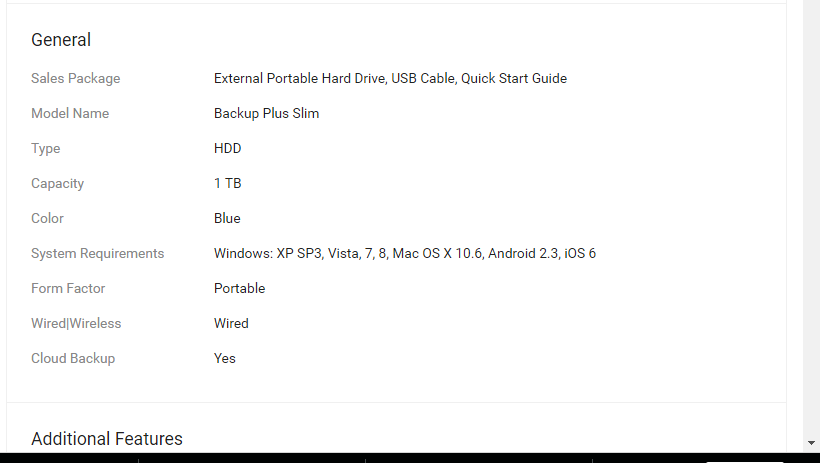 General
Sales Package External Portable Hard Drive, USB Cable, Quick Start Guide
Model Name Backup Plus Slim
Type HDD
Capacity 1 TB
Color Blue
System Requirements Windows: XP SP3, Vista, 7, 8, Mac OS X 10.6, Android 2.3, iOS 6
Form Factor Portable
Wired|Wireless Wired
Cloud Backup Yes
Additional Features